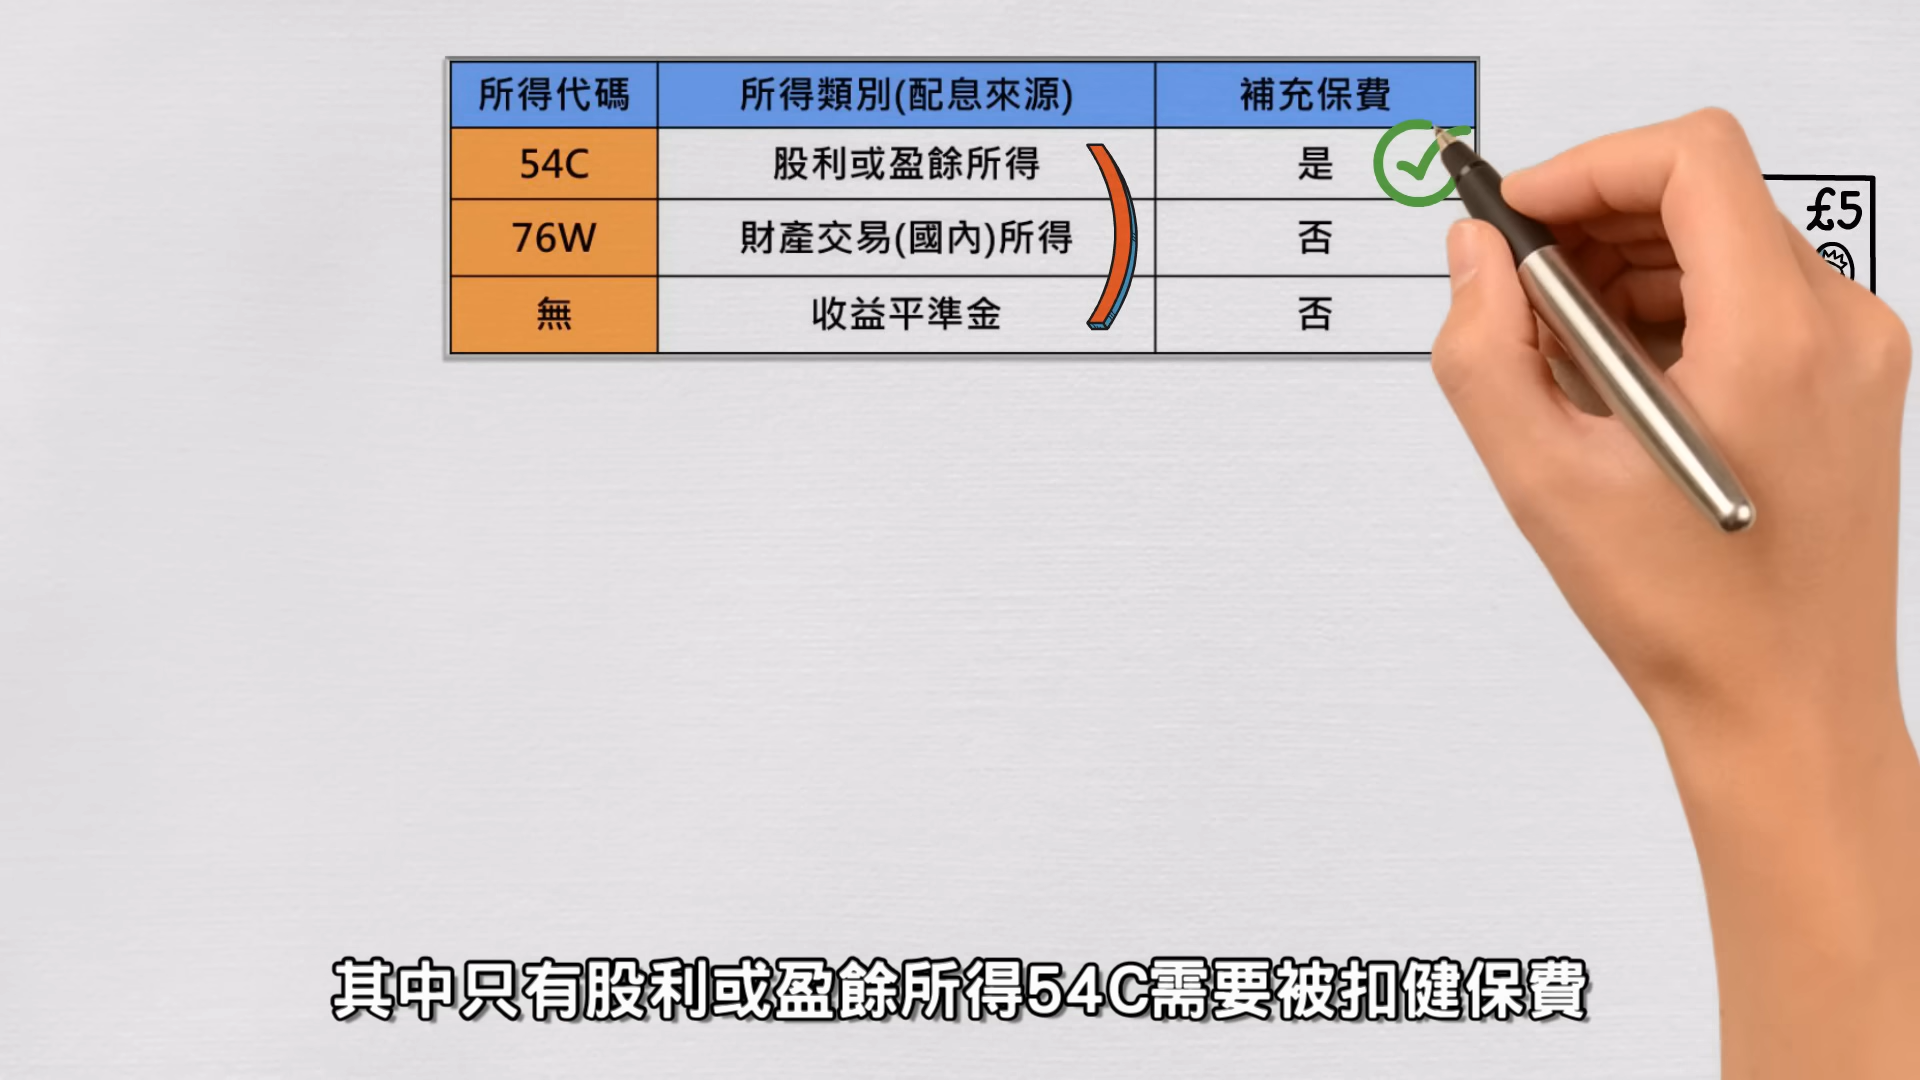 所得代碼 所得類別(配息來源) 補充保費
54C 股利或盈餘所得 是
76W 財產交易(國內)所得 否
無 收益平準金 否
£5
其中只有股利或盈餘所得54C需要被扣健保費